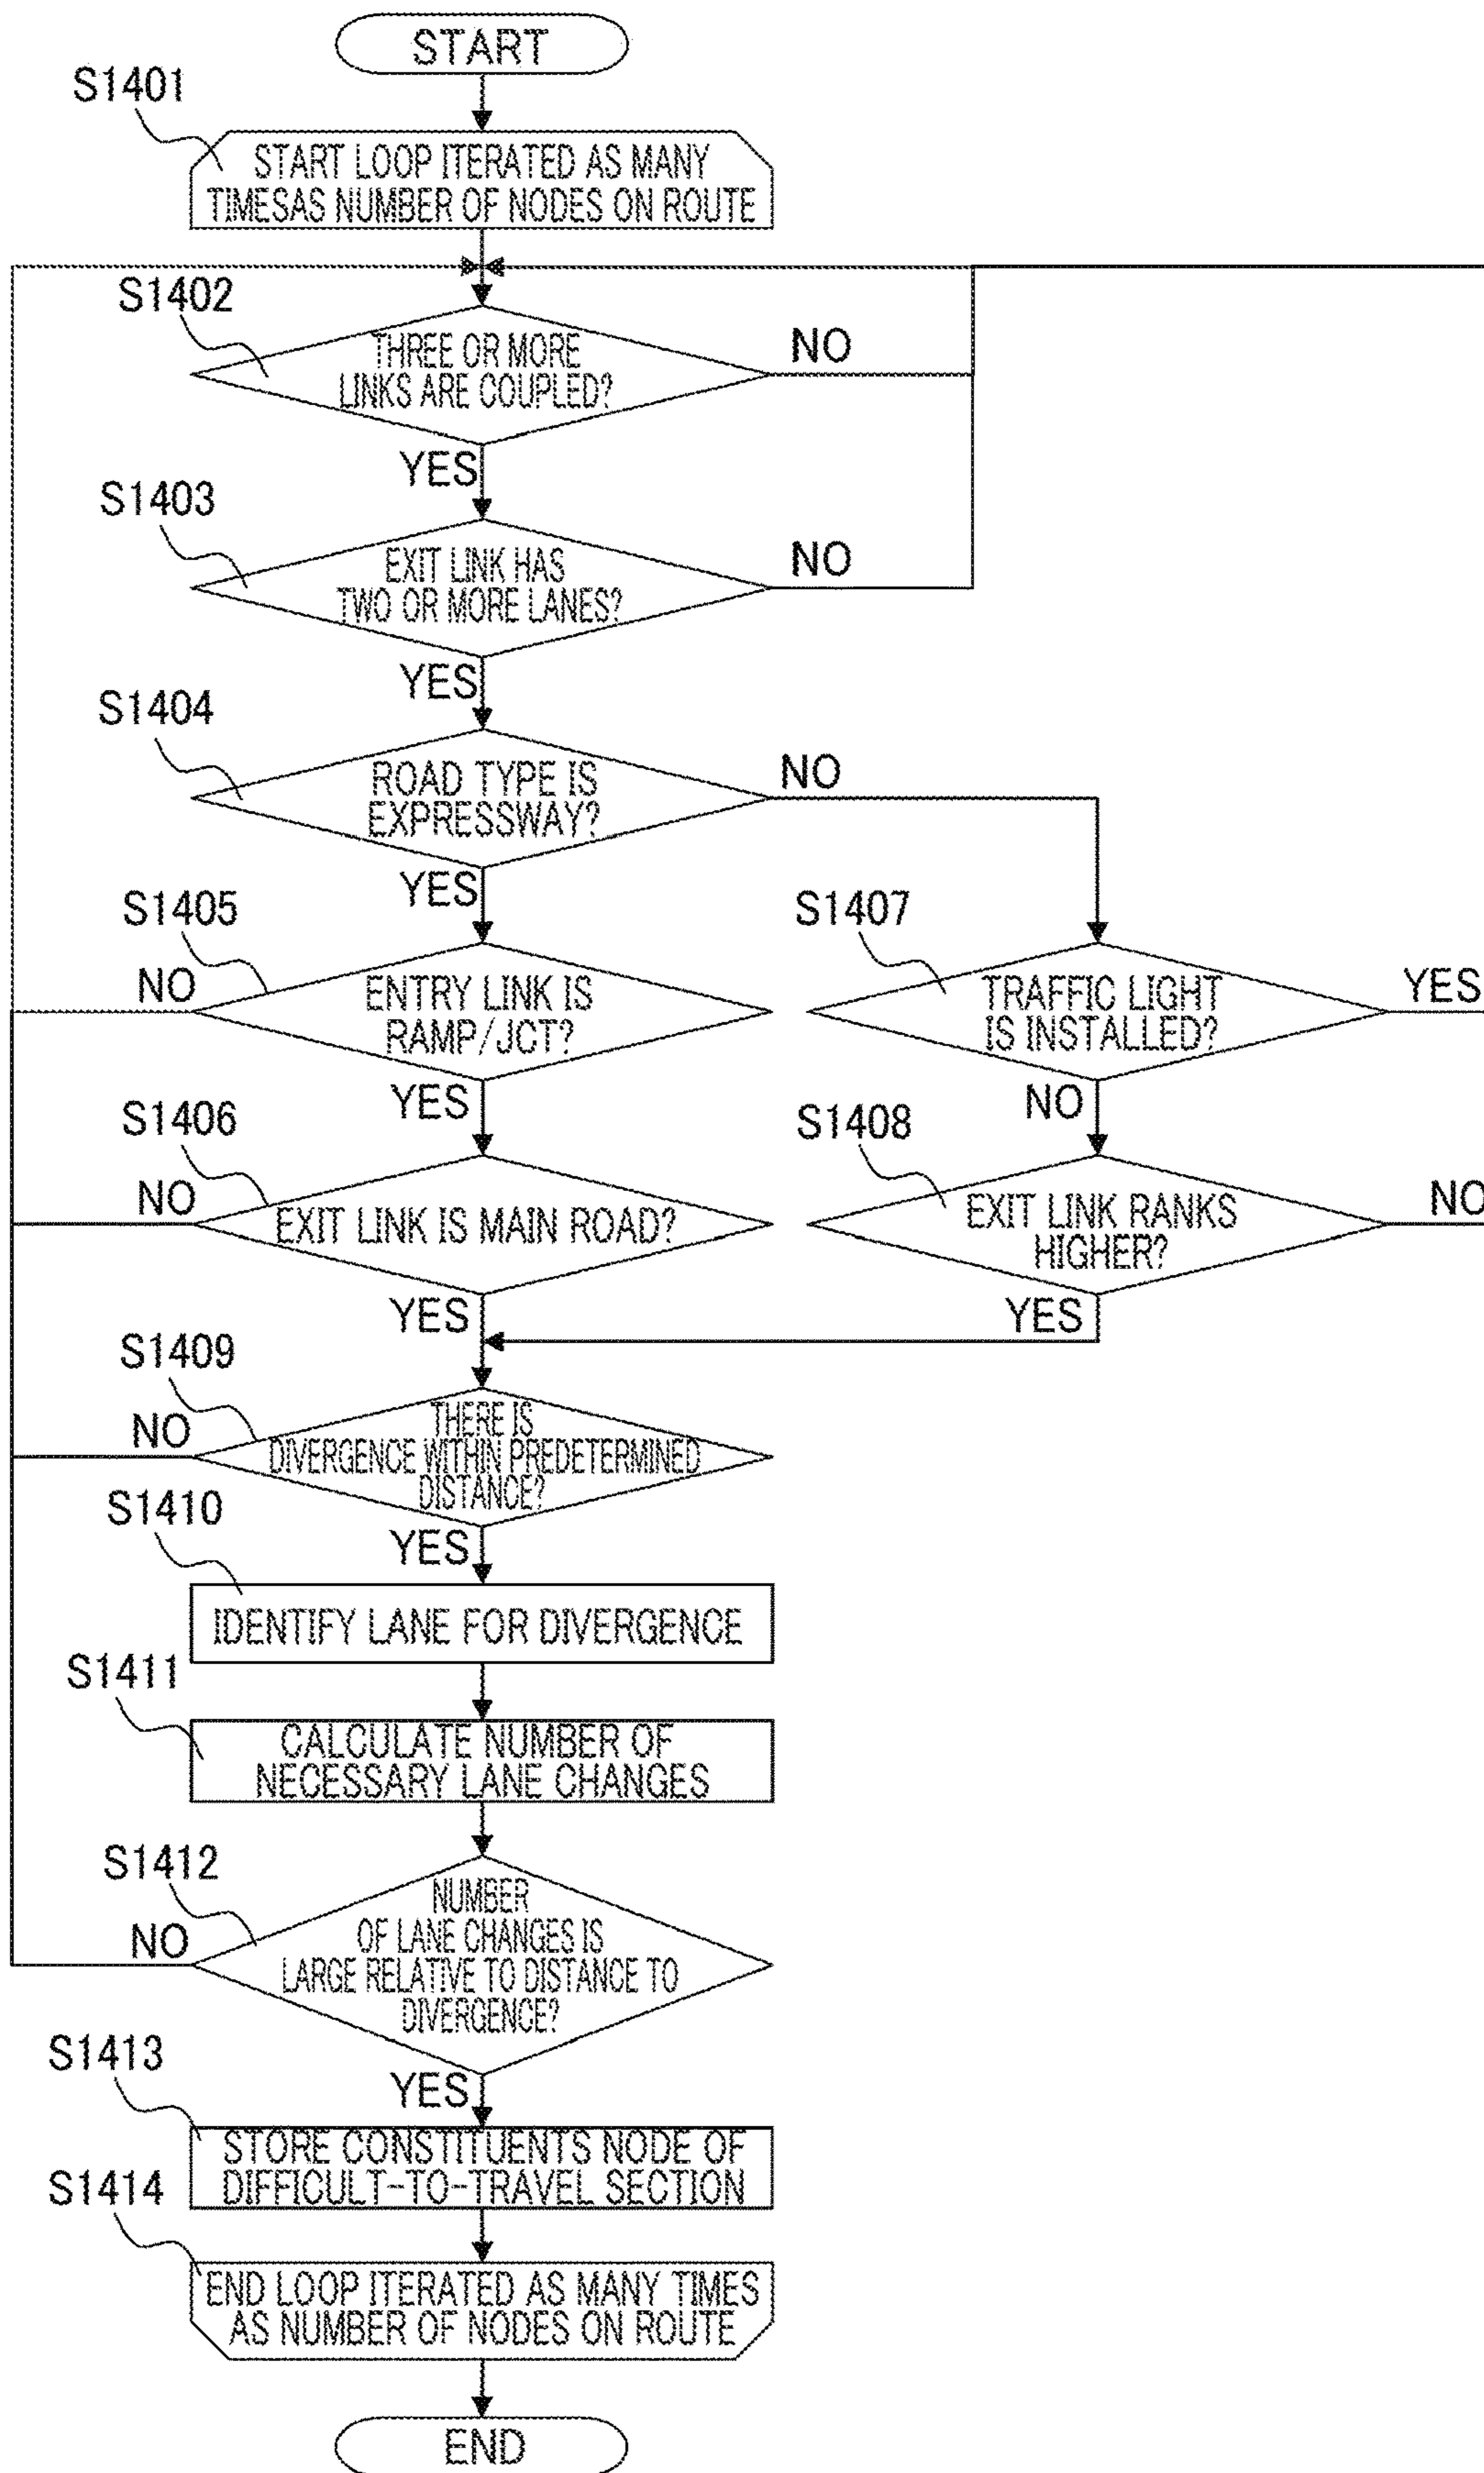 START
S1401
START LOOP ITERATED AS MANY
TIMESAS NUMBER OF NODES ON ROUTE
S1402
THREE OR MORE
LINKS ARE COUPLED?
NO
YES
S1403
EXIT LINK HAS
TWO OR MORE LANES?
NO
YES
S1404
ROAD TYPE IS
EXPRESSWAY?
NO
YES
S1405
ENTRY LINK IS
RAMP/JCT?
NO
YES
S1407
TRAFFIC LIGHT
IS INSTALLED?
YES
NO
S1406
EXIT LINK IS MAIN ROAD?
NO
YES
S1408
EXIT LINK RANKS
HIGHER?
NO
YES
S1409
THERE IS
DIVERGENCE WITHIN PREDETERMINED
DISTANCE?
NO
YES
S1410
IDENTIFY LANE FOR DIVERGENCE
S1411
CALCULATE NUMBER OF
NECESSARY LANE CHANGES
S1412
NUMBER
OF LANE CHANGES IS
LARGE RELATIVE TO DISTANCE TO
DIVERGENCE?
NO
YES
S1413
STORE CONSTITUENTS NODE OF
DIFFICULT-TO-TRAVEL SECTION
S1414
END LOOP ITERATED AS MANY TIMES
AS NUMBER OF NODES ON ROUTE
END